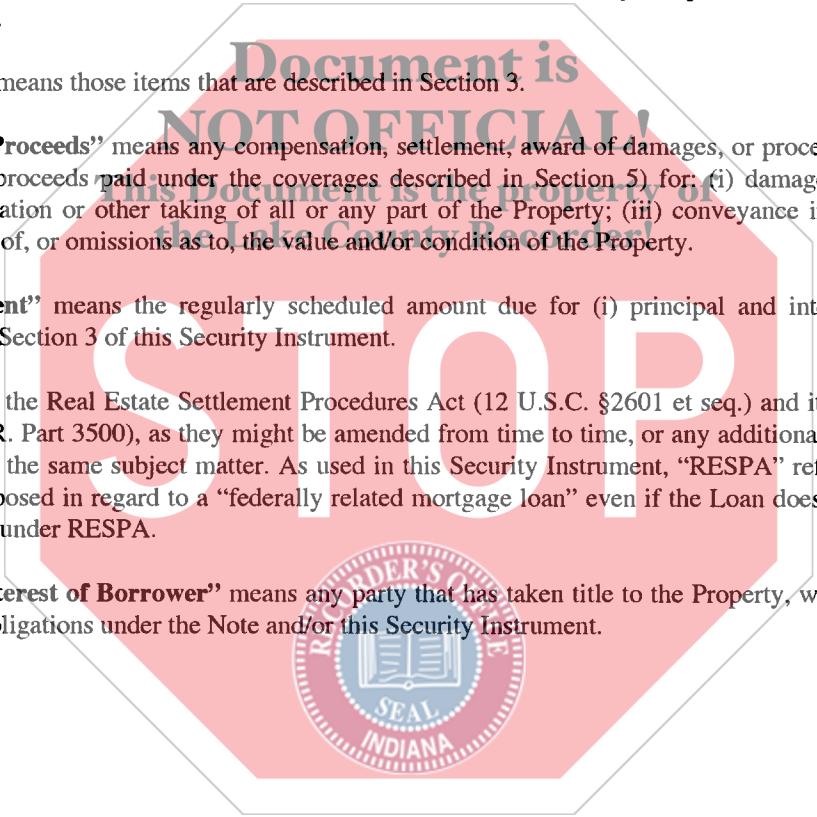 Document is
means those items that are described in Section 3.
NOT OFFICIAL!
Proceeds” means any compensation, settlement, award of damages, or proce
proceeds paid under the coverages described in Section 5) for: (i) damag
This Document is the property of
ation or other taking of all or any part of the Property; (iii) conveyance i
the Lake County Recorder!
of, or omissions as to, the value and/or condition of the Property.
ent” means the regularly scheduled amount due for (i) principal and int
Section 3 of this Security Instrument.
STOP
the Real Estate Settlement Procedures Act (12 U.S.C. §2601 et seq.) and i
R. Part 3500), as they might be amended from time to time, or any additiona
the same subject matter. As used in this Security Instrument, “RESPA” ref
posed in regard to a “federally related mortgage loan” even if the Loan does
under RESPA.
terest of Borrower” means any party that has taken title to the Property, w
ligations under the Note and/or this Security Instrument.
RECORDER'S OFFICE
SEAL
INDIANA